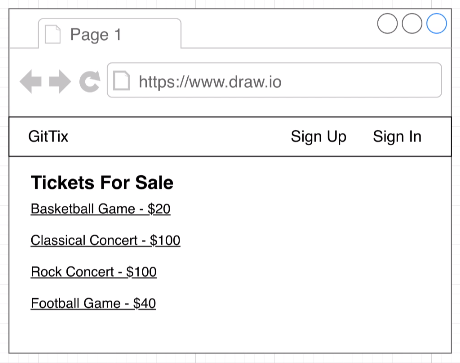 Page 1
https://www.draw.io
GitTix Sign Up Sign In
Tickets For Sale
Basketball Game - $20
Classical Concert - $100
Rock Concert - $100
Football Game - $40